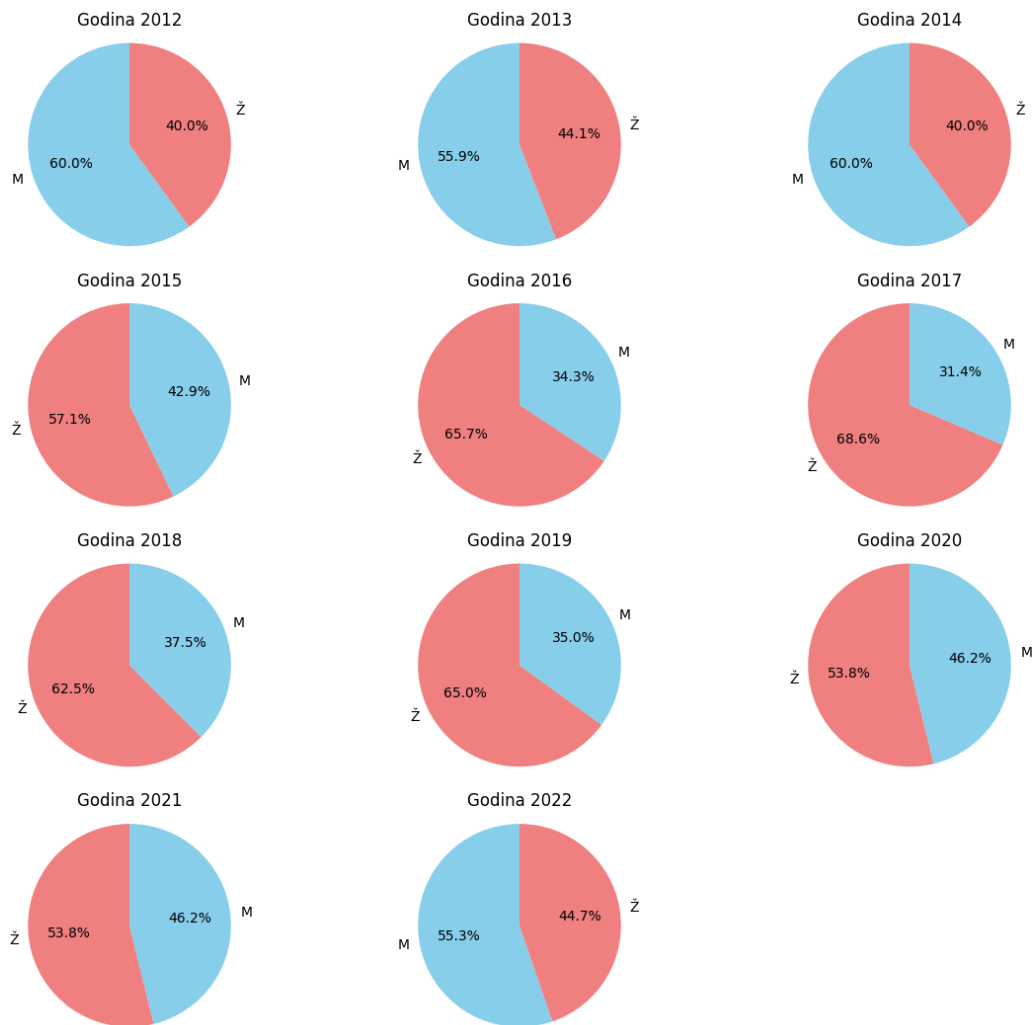 Godina 2012
40.0%
Ž
60.0%
M
Godina 2013
44.1%
Ž
55.9%
M
Godina 2014
40.0%
Ž
60.0%
M
Godina 2015
42.9%
M
57.1%
Ž
Godina 2016
34.3%
M
65.7%
Ž
Godina 2017
31.4%
M
68.6%
Ž
Godina 2018
37.5%
M
62.5%
Ž
Godina 2019
35.0%
M
65.0%
Ž
Godina 2020
46.2%
M
53.8%
Ž
Godina 2021
46.2%
M
53.8%
Ž
Godina 2022
44.7%
Ž
55.3%
M